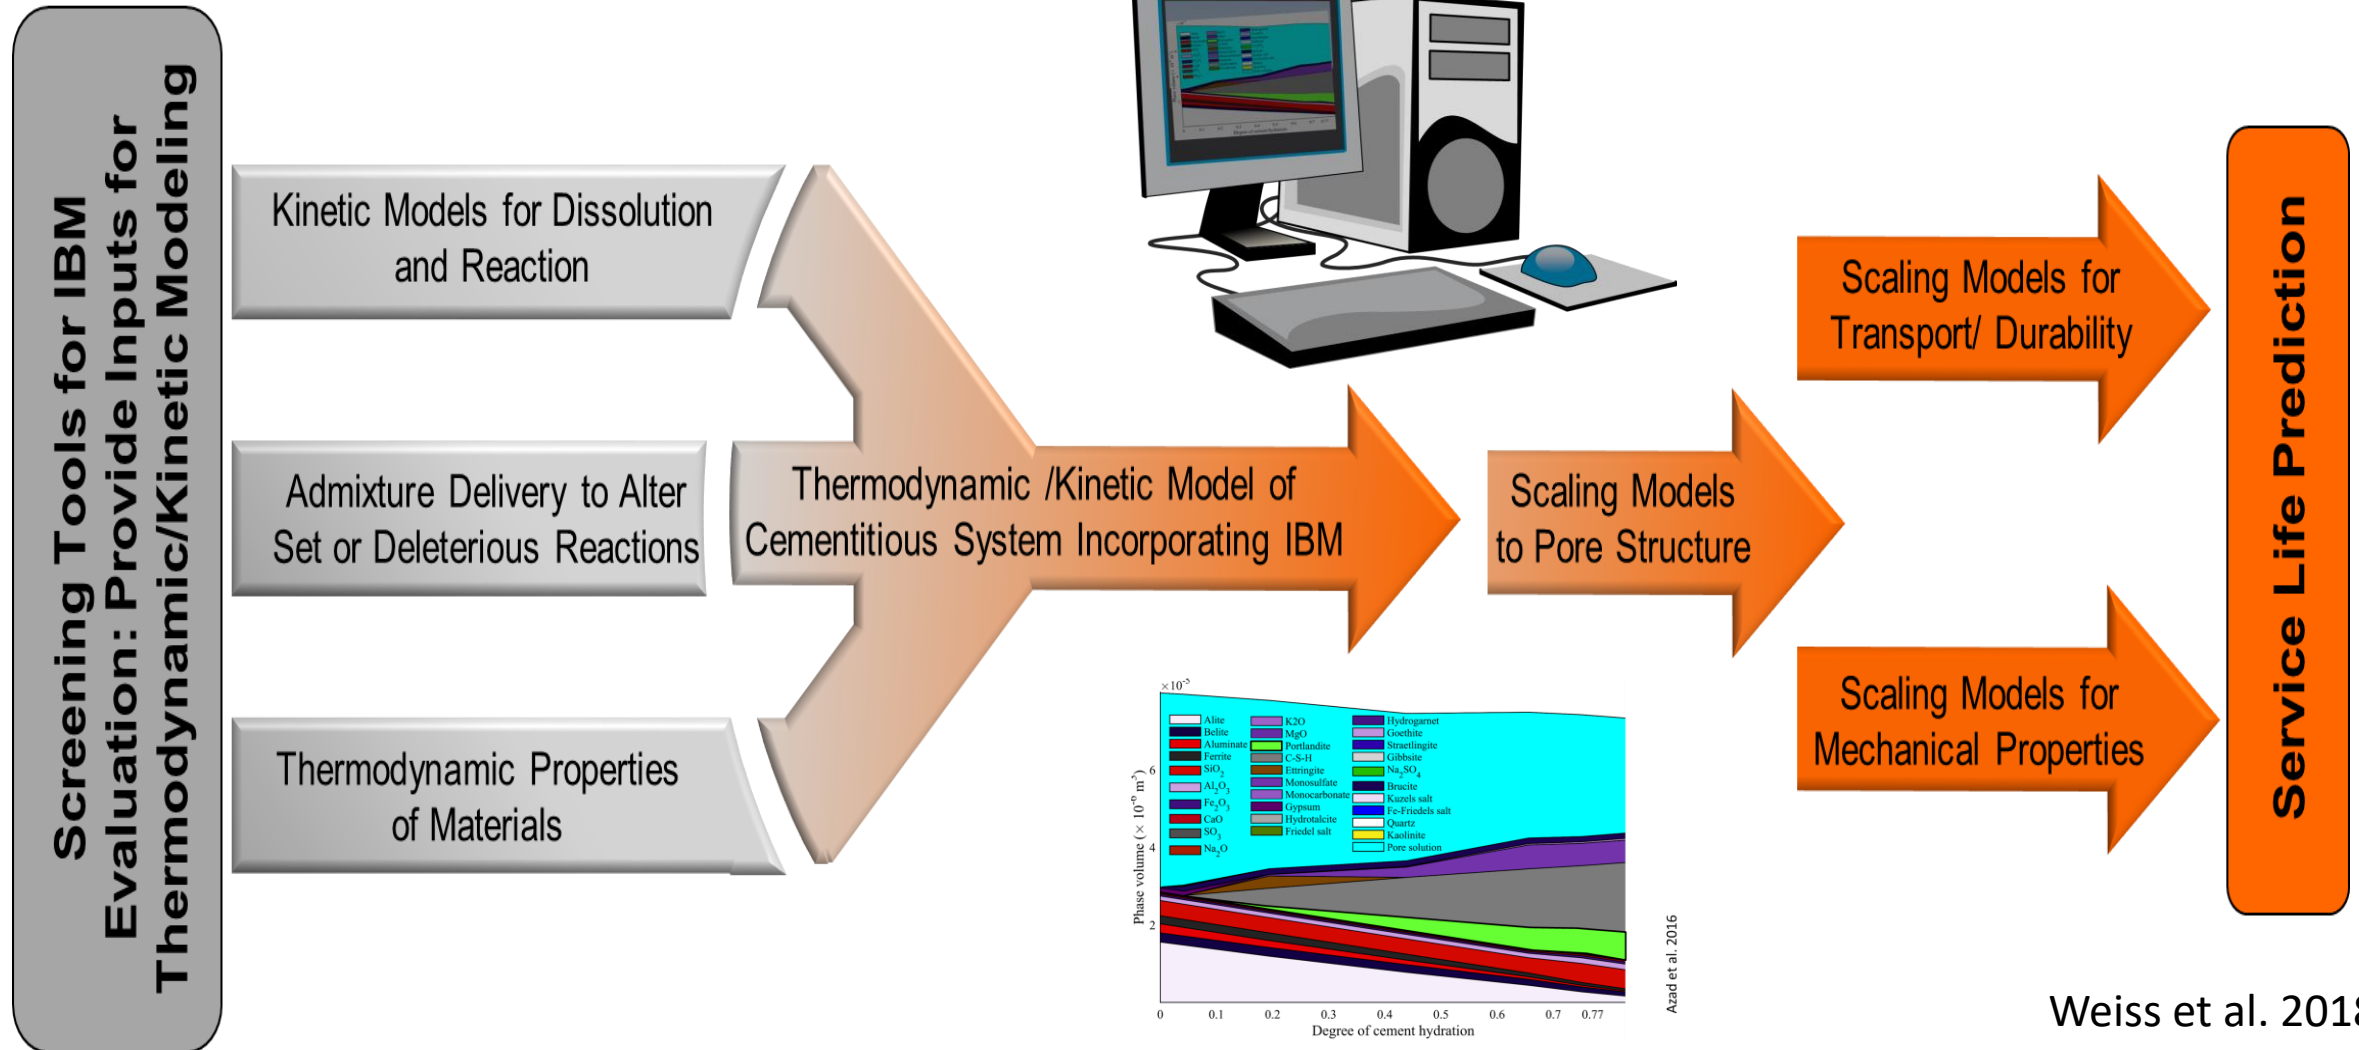 Screening Tools for IBM
Evaluation: Provide Inputs for
Thermodynamic/Kinetic Modeling
Kinetic Models for Dissolution
and Reaction
Admixture Delivery to Alter
Set or Deleterious Reactions
Thermodynamic Properties
of Materials
Thermodynamic /Kinetic Model of
Cementitious System Incorporating IBM
Scaling Models
to Pore Structure
Scaling Models for
Transport/ Durability
Scaling Models for
Mechanical Properties
Service Life Prediction
×10⁻⁵
Phase volume (× 10⁻⁵ m³)
6
4
2
Alite
Belite
Aluminate
Ferrite
SiO₂
Al₂O₃
Fe₂O₃
CaO
SO₃
Na₂O
K2O
MgO
Portlandite
C-S-H
Ettringite
Monosulfate
Monocarbonate
Gypsum
Hydrotalcite
Friedel salt
Hydrogarnet
Goethite
Straetlingite
Gibbsite
Na₂SO₄
Brucite
Kuzels salt
Fe-Friedels salt
Quartz
Kaolinite
Pore solution
0 0.1 0.2 0.3 0.4 0.5 0.6 0.7 0.77
Degree of cement hydration
Azad et al. 2016
Weiss et al. 2018